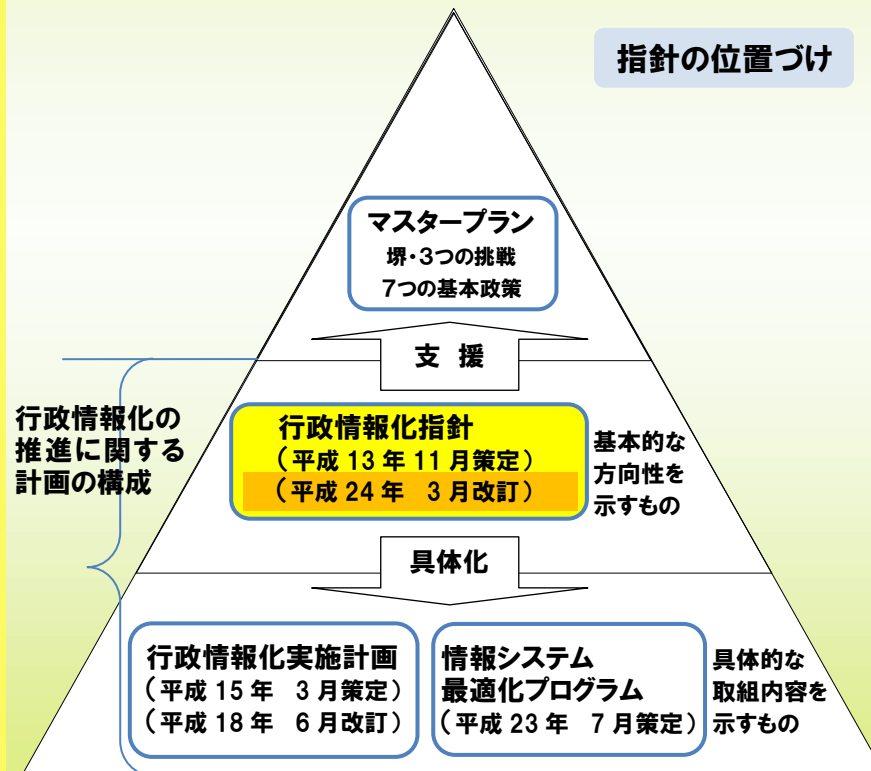 指針の位置づけ
マスタープラン
堺・3つの挑戦
7つの基本政策
支 援
行政情報化の
推進に関する
計画の構成
行政情報化指針
(平成 13 年 11 月策定)
(平成 24 年 3 月改訂)
基本的な
方向性を
示すもの
具体化
行政情報化実施計画
(平成 15 年 3 月策定)
(平成 18 年 6 月改訂)
情報システム
最適化プログラム
(平成 23 年 7 月策定)
具体的な
取組内容を
示すもの